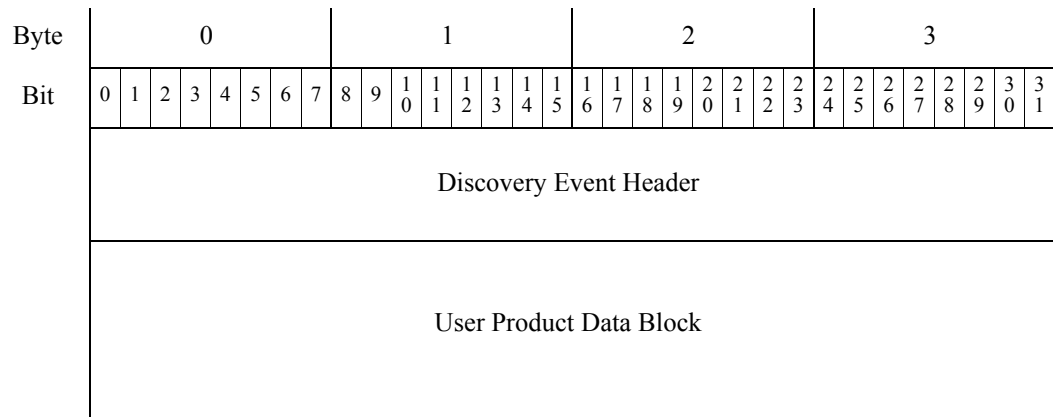 Byte 0 1 2 3
Bit 0 1 2 3 4 5 6 7 8 9 10 11 12 13 14 15 16 17 18 19 20 21 22 23 24 25 26 27 28 29 30 31
Discovery Event Header
User Product Data Block